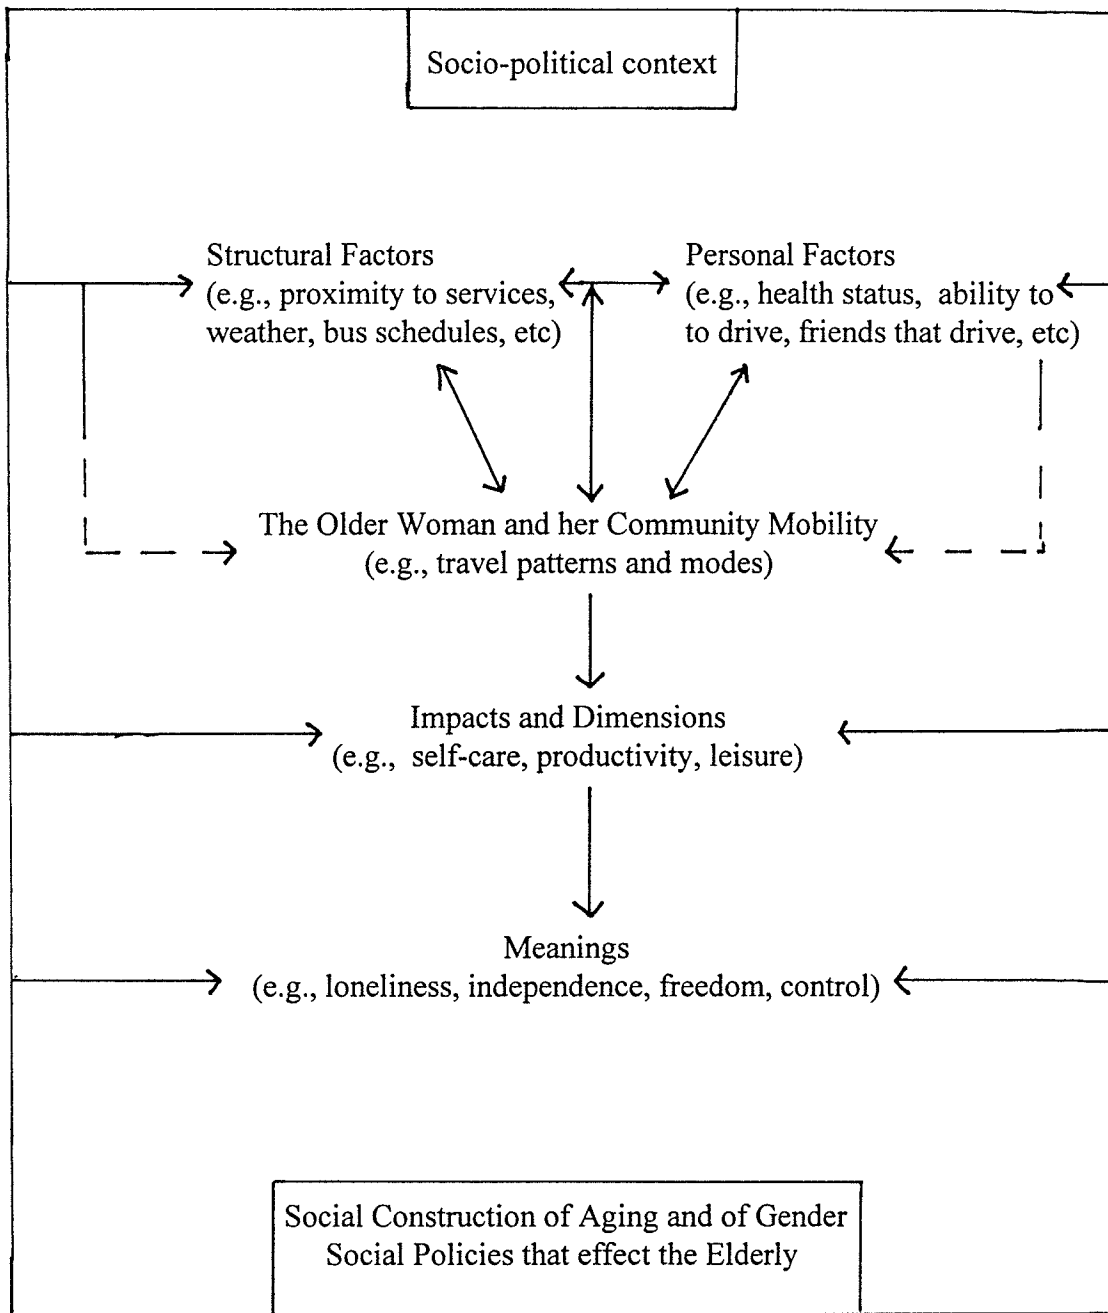 Socio-political context
Structural Factors
(e.g., proximity to services,
weather, bus schedules, etc)
Personal Factors
(e.g., health status, ability to
to drive, friends that drive, etc)
The Older Woman and her Community Mobility
(e.g., travel patterns and modes)
Impacts and Dimensions
(e.g., self-care, productivity, leisure)
Meanings
(e.g., loneliness, independence, freedom, control)
Social Construction of Aging and of Gender
Social Policies that effect the Elderly